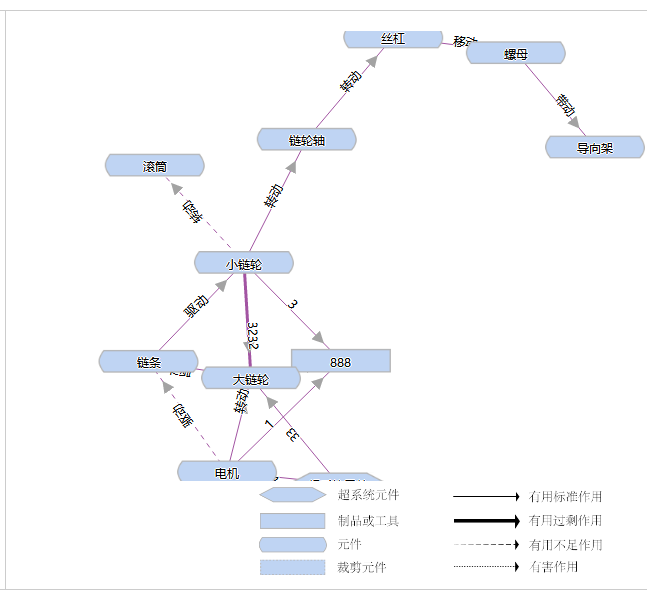 丝杠
移动
螺母
转动
带动
链轮轴
导向架
滚筒
转动
转动
小链轮
驱动
3
3232
链条
888
大链轮
转动
驱动
1
33
电机
超系统元件
有用标准作用
制品或工具
有用过剩作用
元件
有用不足作用
裁剪元件
有害作用